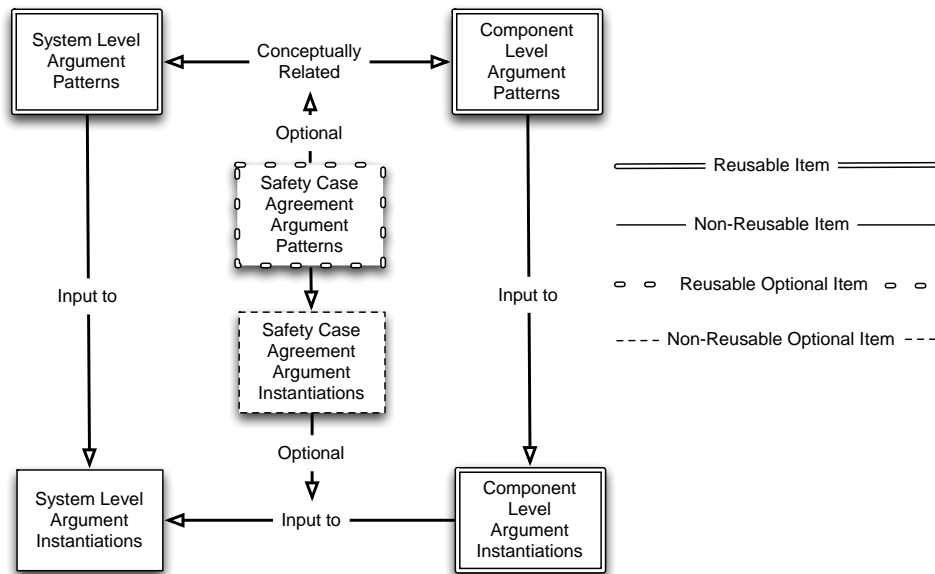 System Level
Argument
Patterns
Conceptually
Related
Component
Level
Argument
Patterns
Optional
Safety Case
Agreement
Argument
Patterns
Input to
Input to
Safety Case
Agreement
Argument
Instantiations
Optional
System Level
Argument
Instantiations
Input to
Component
Level
Argument
Instantiations
Reusable Item
Non-Reusable Item
Reusable Optional Item
Non-Reusable Optional Item